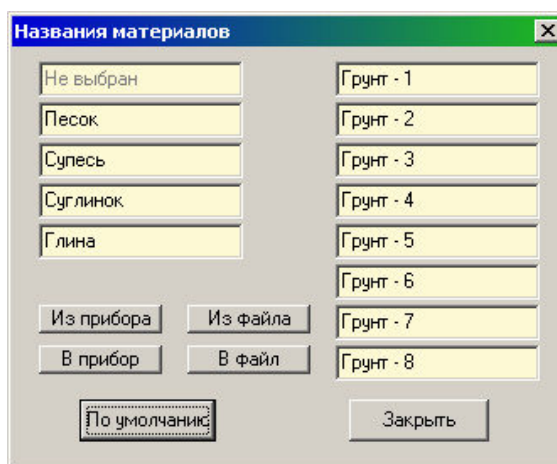 Названия материалов
Не выбран
Песок
Супесь
Суглинок
Глина
Грунт - 1
Грунт - 2
Грунт - 3
Грунт - 4
Грунт - 5
Грунт - 6
Грунт - 7
Грунт - 8
Из прибора
Из файла
В прибор
В файл
По умолчанию
Закрыть